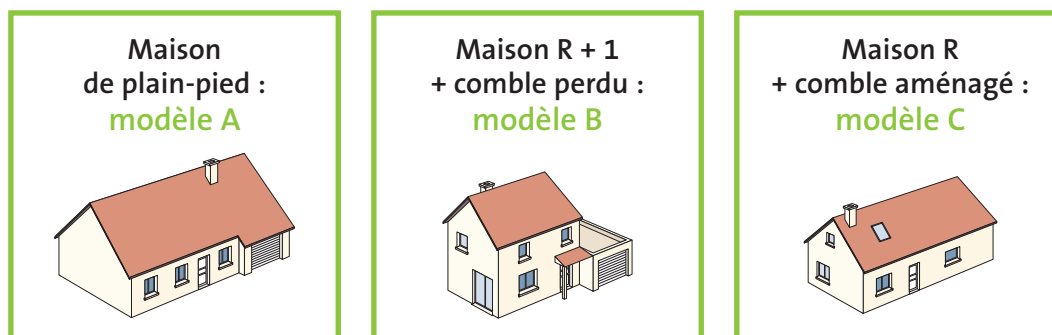 Maison
de plain-pied :
modèle A
Maison R + 1
+ comble perdu :
modèle B
Maison R
+ comble aménagé :
modèle C